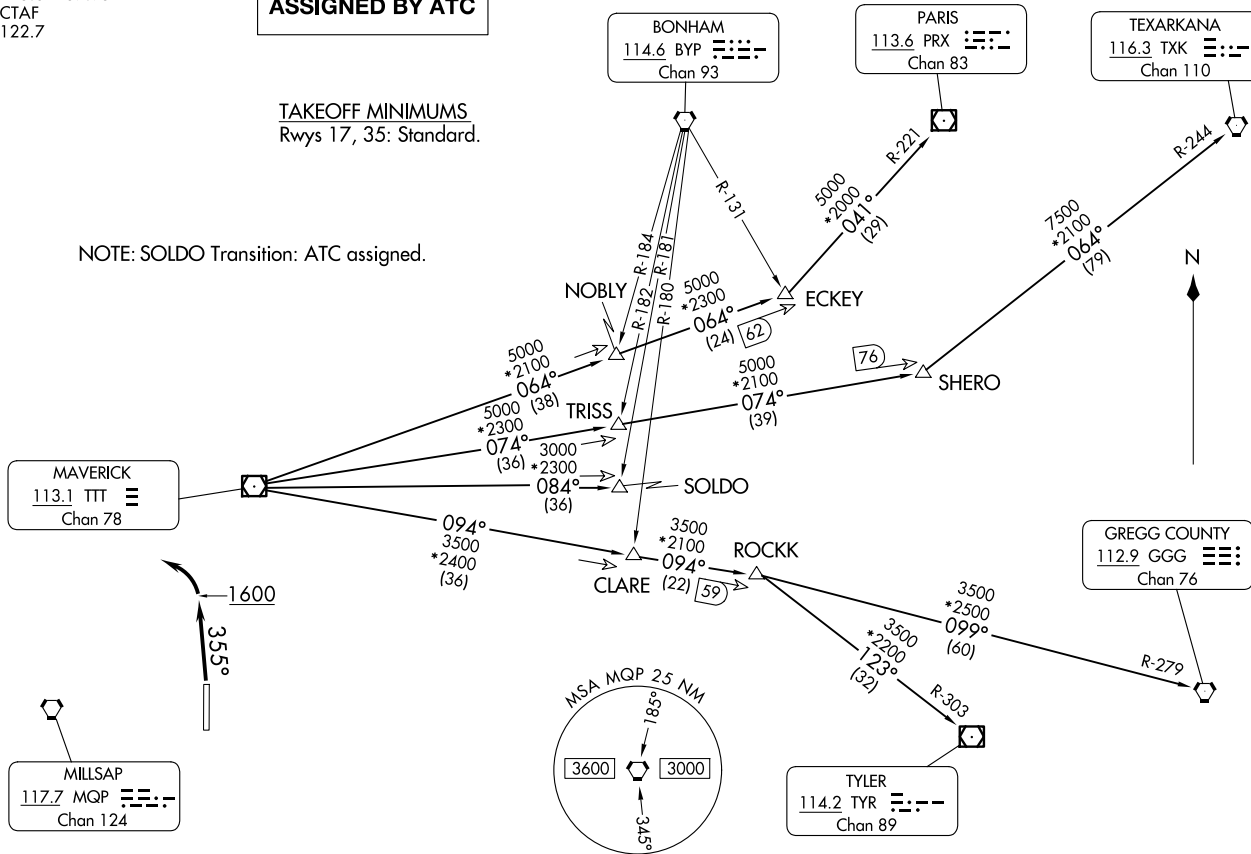 CTAF
122.7
ASSIGNED BY ATC
TAKEOFF MINIMUMS
Rwys 17, 35: Standard.
NOTE: SOLDO Transition: ATC assigned.
BONHAM
114.6 BYP
Chan 93
PARIS
113.6 PRX
Chan 83
TEXARKANA
116.3 TXK
Chan 110
R-221
R-244
R-131
R-184
R-182
R-181
R-180
5000
*2000
041°
(29)
7500
*2100
064°
(79)
N
NOBLY
5000
*2300
064°
(24)
62
ECKEY
5000
*2100
064°
(38)
TRISS
5000
*2100
074°
(39)
76
SHERO
5000
*2300
074°
(36)
3000
*2300
084°
(36)
SOLDO
MAVERICK
113.1 TTT
Chan 78
094°
3500
*2400
(36)
CLARE
3500
*2100
094°
(22)
59
ROCKK
GREGG COUNTY
112.9 GGG
Chan 76
3500
*2500
099°
(60)
R-279
3500
*2200
123°
(32)
R-303
1600
355°
MILLSAP
117.7 MQP
Chan 124
MSA MQP 25 NM
185°
3600
3000
345°
TYLER
114.2 TYR
Chan 89